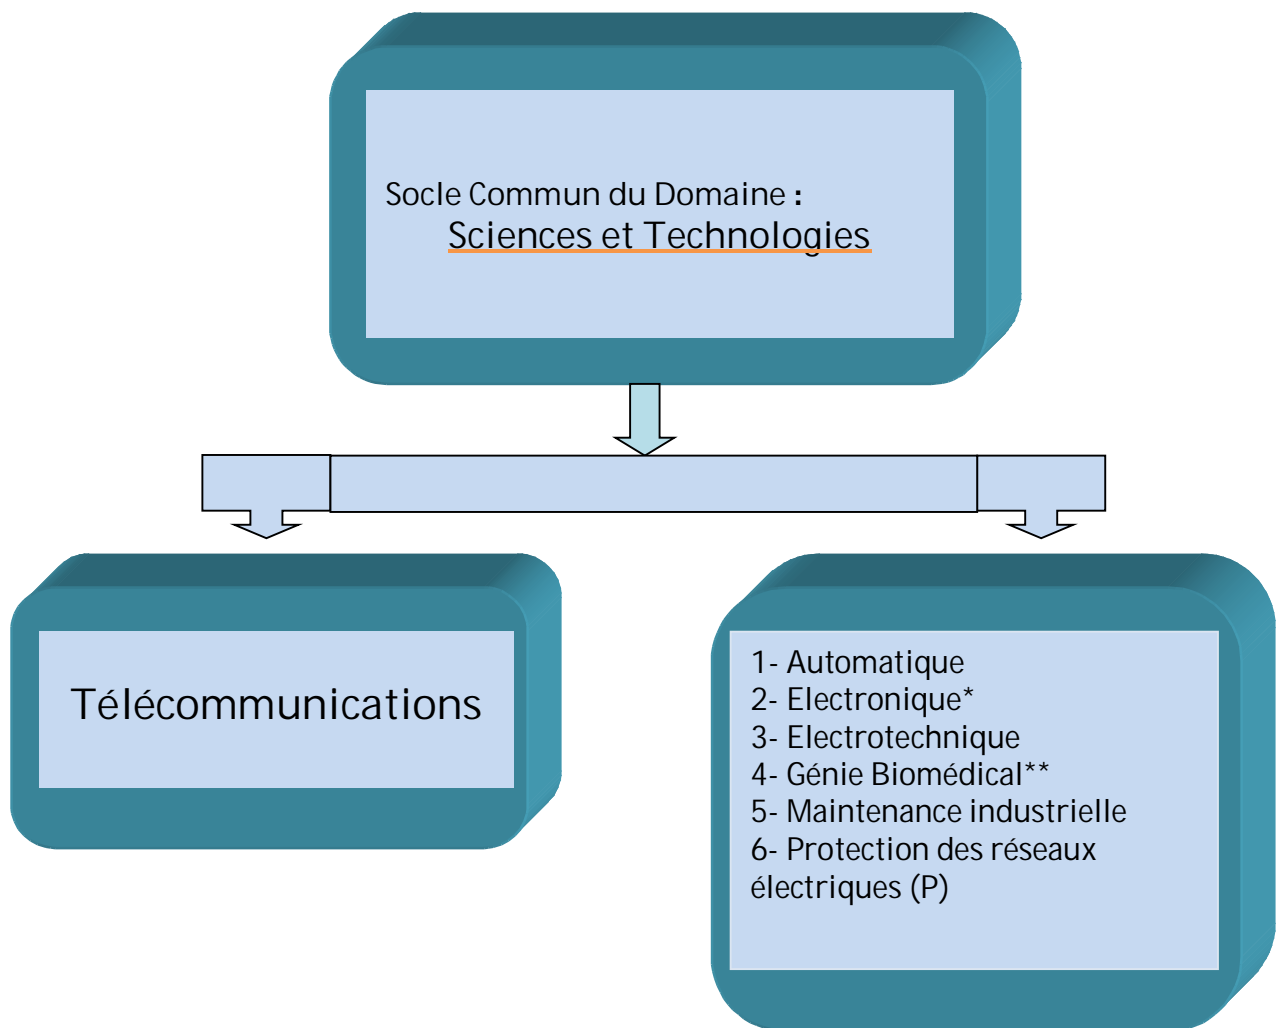 Socle Commun du Domaine :
Sciences et Technologies
Télécommunications
1- Automatique
2- Electronique*
3- Electrotechnique
4- Génie Biomédical**
5- Maintenance industrielle
6- Protection des réseaux
électriques (P)